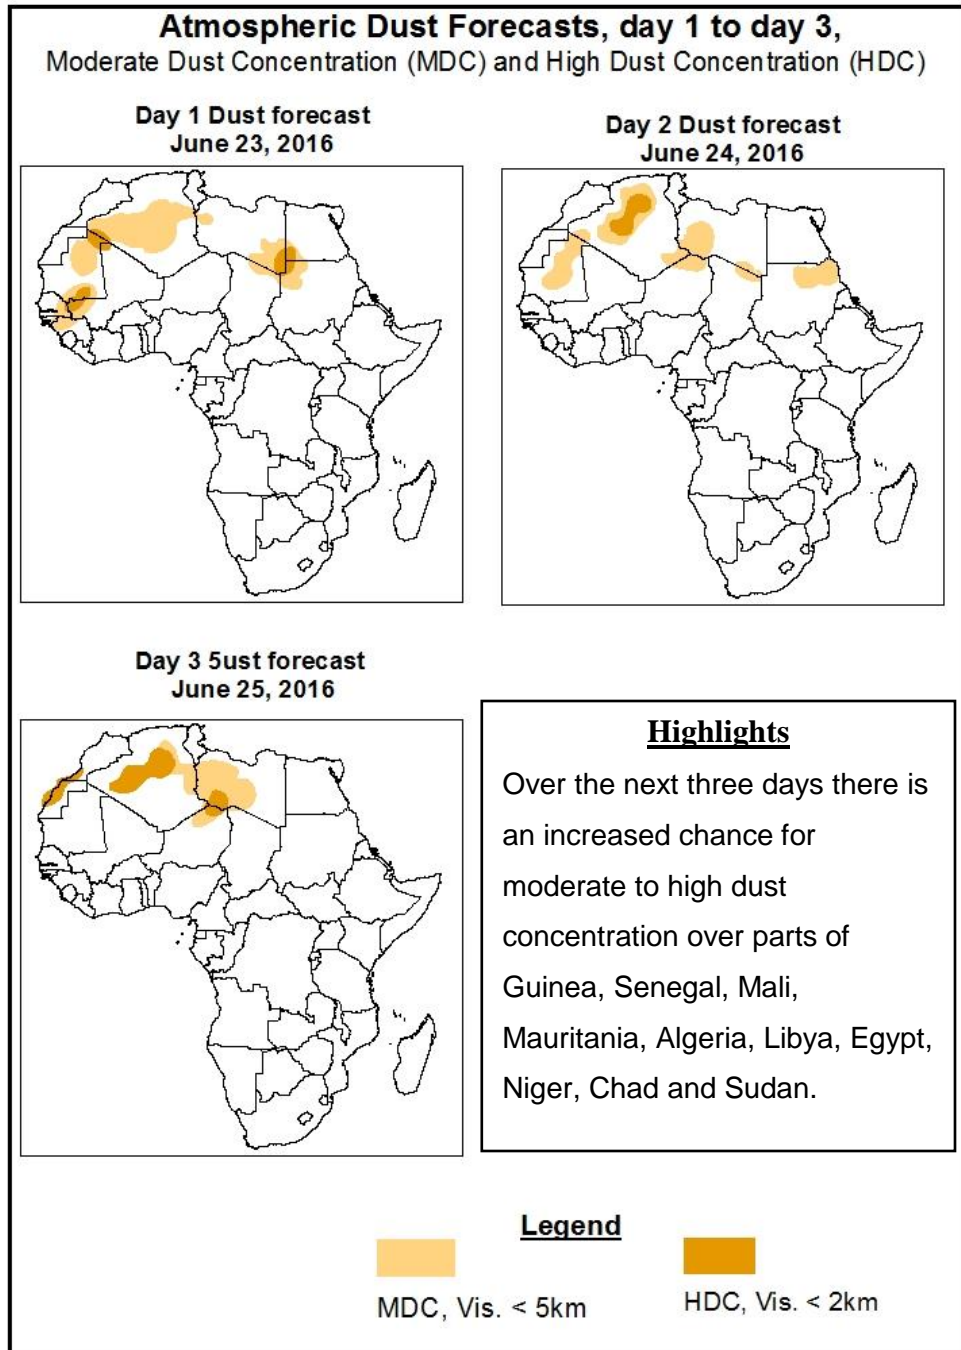 Atmospheric Dust Forecasts, day 1 to day 3,
Moderate Dust Concentration (MDC) and High Dust Concentration (HDC)
Day 1 Dust forecast
June 23, 2016
Day 2 Dust forecast
June 24, 2016
Day 3 5ust forecast
June 25, 2016
Highlights
Over the next three days there is
an increased chance for
moderate to high dust
concentration over parts of
Guinea, Senegal, Mali,
Mauritania, Algeria, Libya, Egypt,
Niger, Chad and Sudan.
Legend
MDC, Vis. < 5km
HDC, Vis. < 2km